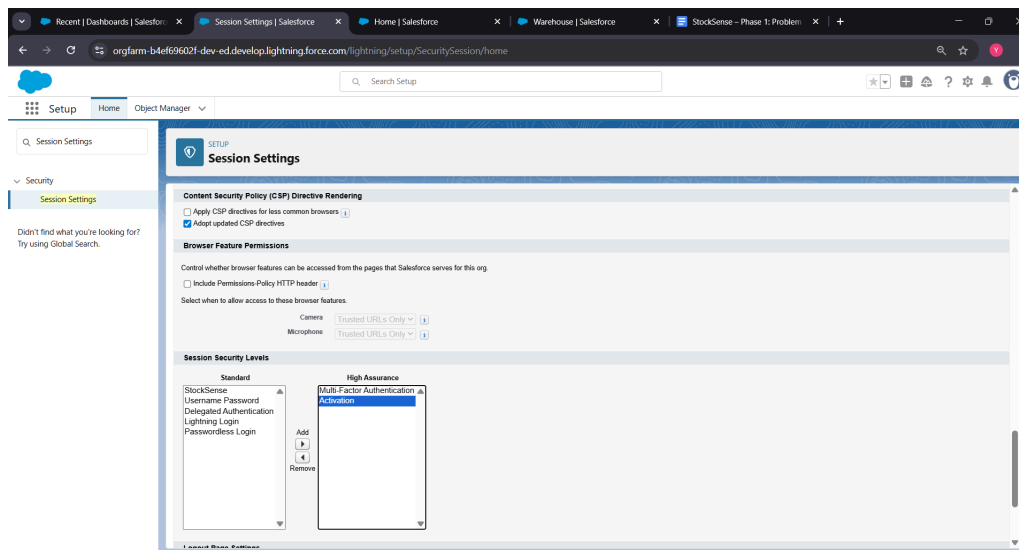 Recent | Dashboards | Salesforc
Session Settings | Salesforce
Home | Salesforce
Warehouse | Salesforce
StockSense – Phase 1: Problem
orgfarm-b4ef69602f-dev-ed.develop.lightning.force.com/lightning/setup/SecuritySession/home
Y
Search Setup
Setup
Home
Object Manager
Session Settings
Security
Session Settings
Didn't find what you're looking for?
Try using Global Search.
SETUP
Session Settings
Content Security Policy (CSP) Directive Rendering
Apply CSP directives for less common browsers
Adopt updated CSP directives
Browser Feature Permissions
Control whether browser features can be accessed from the pages that Salesforce serves for this org.
Include Permissions-Policy HTTP header
Select when to allow access to these browser features.
Camera Trusted URLs Only
Microphone Trusted URLs Only
Session Security Levels
Standard
StockSense
Username Password
Delegated Authentication
Lightning Login
Passwordless Login
Add
Remove
High Assurance
Multi-Factor Authentication
Activation
Logout Page Settings